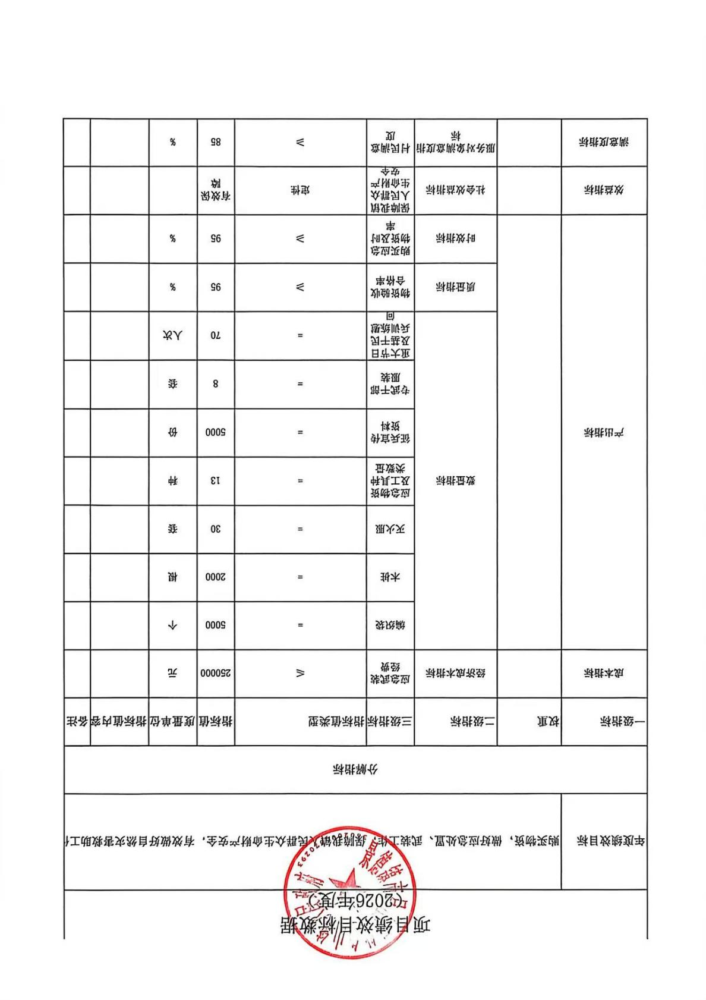 项目绩效目标数据
（2026年度）
年度绩效目标 购买物资，做好应急处置、武装工作，保障我镇人民群众生命财产安全，有效做好自然灾害救助工
分解指标
一级指标 权重 二级指标 三级指标 指标值类型 指标值 度量单位 指标值内容 备注
成本指标 经济成本指标 应急武装经费 ≤ 250000 元
产出指标 数量指标 编织袋 = 5000 个
木桩 = 2000 根
灭火服 = 30 套
应急物资及工具种类数量 = 13 种
征兵宣传资料 = 5000 份
专武干部服装 = 8 套
重大节日及基干民兵训练慰问 = 70 人次
质量指标 物资验收合格率 ≥ 95 %
时效指标 购买应急物资及时率 ≥ 95 %
效益指标 社会效益指标 保障我镇人民群众生命财产安全 定性 有效保障
满意度指标 服务对象满意度指标 村民满意度 ≥ 85 %